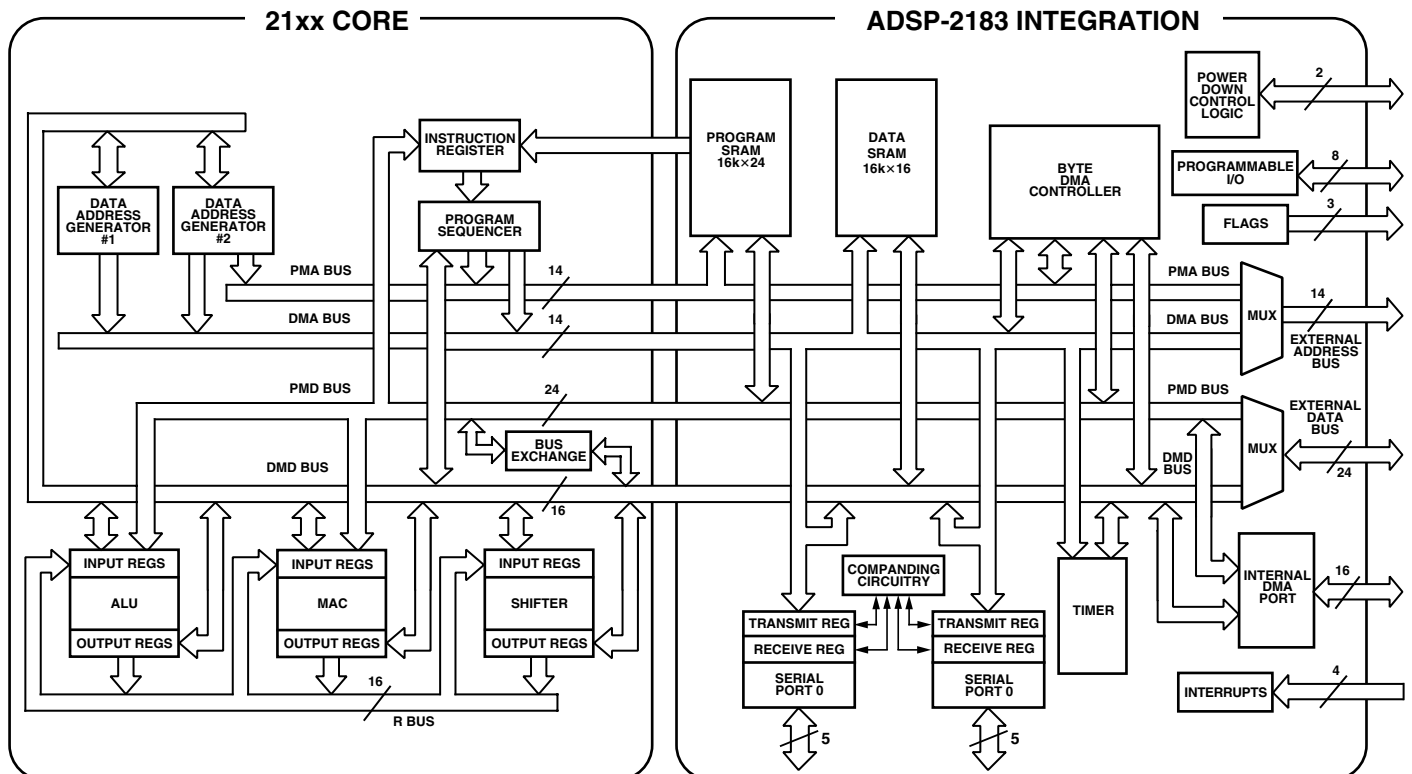 21xx CORE
ADSP-2183 INTEGRATION
POWER
DOWN
CONTROL
LOGIC
2
INSTRUCTION
REGISTER
PROGRAM
SRAM
16k×24
DATA
SRAM
16k×16
BYTE
DMA
CONTROLLER
PROGRAMMABLE
I/O
8
DATA
ADDRESS
GENERATOR
#1
DATA
ADDRESS
GENERATOR
#2
PROGRAM
SEQUENCER
FLAGS
3
PMA BUS
14
PMA BUS
DMA BUS
14
DMA BUS
MUX
14
EXTERNAL
ADDRESS
BUS
PMD BUS
24
PMD BUS
EXTERNAL
DATA
BUS
BUS
EXCHANGE
DMD BUS
16
DMD
BUS
MUX
24
INPUT REGS
ALU
OUTPUT REGS
INPUT REGS
MAC
OUTPUT REGS
INPUT REGS
SHIFTER
OUTPUT REGS
16
R BUS
COMPANDING
CIRCUITRY
TRANSMIT REG
RECEIVE REG
SERIAL
PORT 0
5
TRANSMIT REG
RECEIVE REG
SERIAL
PORT 0
5
TIMER
INTERNAL
DMA
PORT
16
INTERRUPTS
4